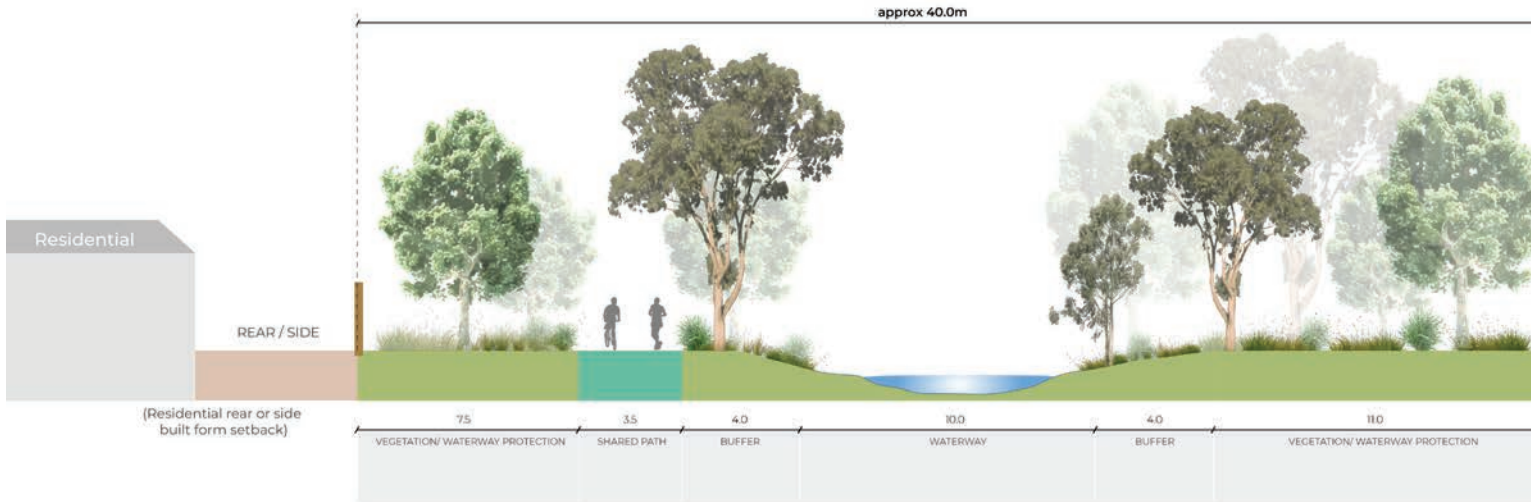 approx 40.0m
Residential
REAR / SIDE
(Residential rear or side
built form setback)
7.5
3.5
4.0
10.0
4.0
11.0
VEGETATION/ WATERWAY PROTECTION
SHARED PATH
BUFFER
WATERWAY
BUFFER
VEGETATION/ WATERWAY PROTECTION